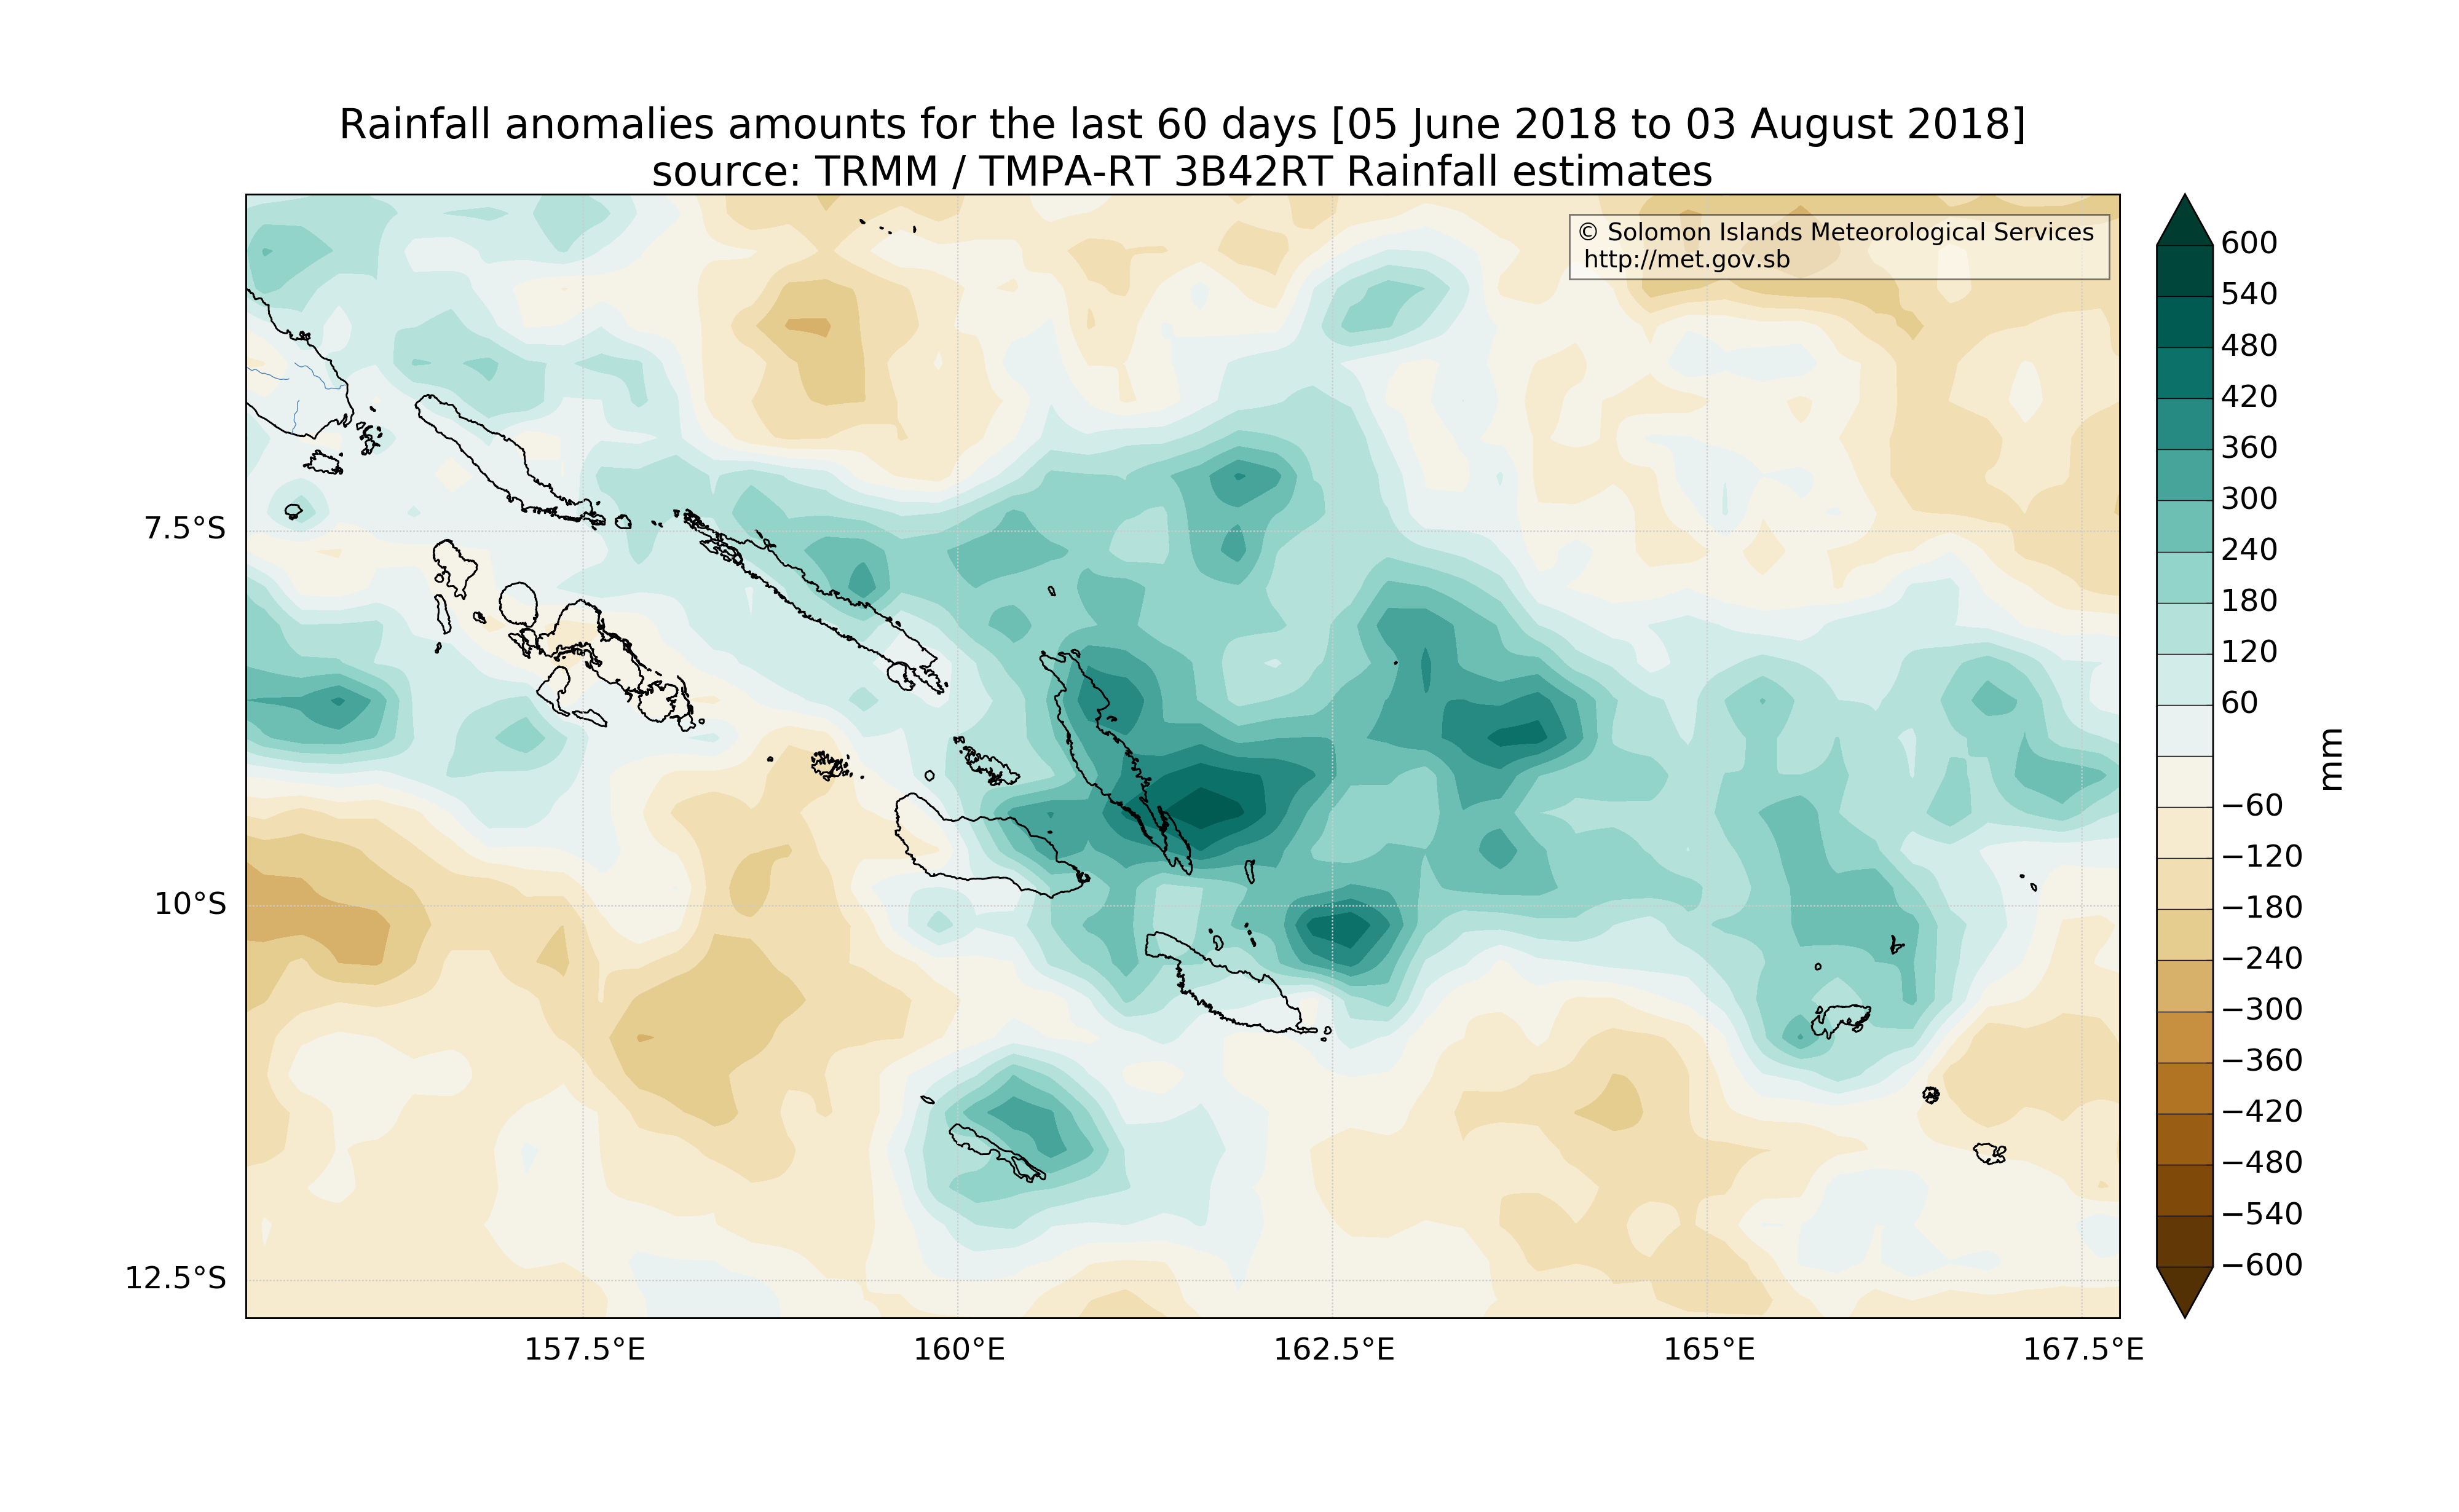 Rainfall anomalies amounts for the last 60 days [05 June 2018 to 03 August 2018]
source: TRMM / TMPA-RT 3B42RT Rainfall estimates
© Solomon Islands Meteorological Services
http://met.gov.sb
7.5°S
10°S
12.5°S
157.5°E
160°E
162.5°E
165°E
167.5°E
600
540
480
420
360
300
240
180
120
60
−60
−120
−180
−240
−300
−360
−420
−480
−540
−600
mm